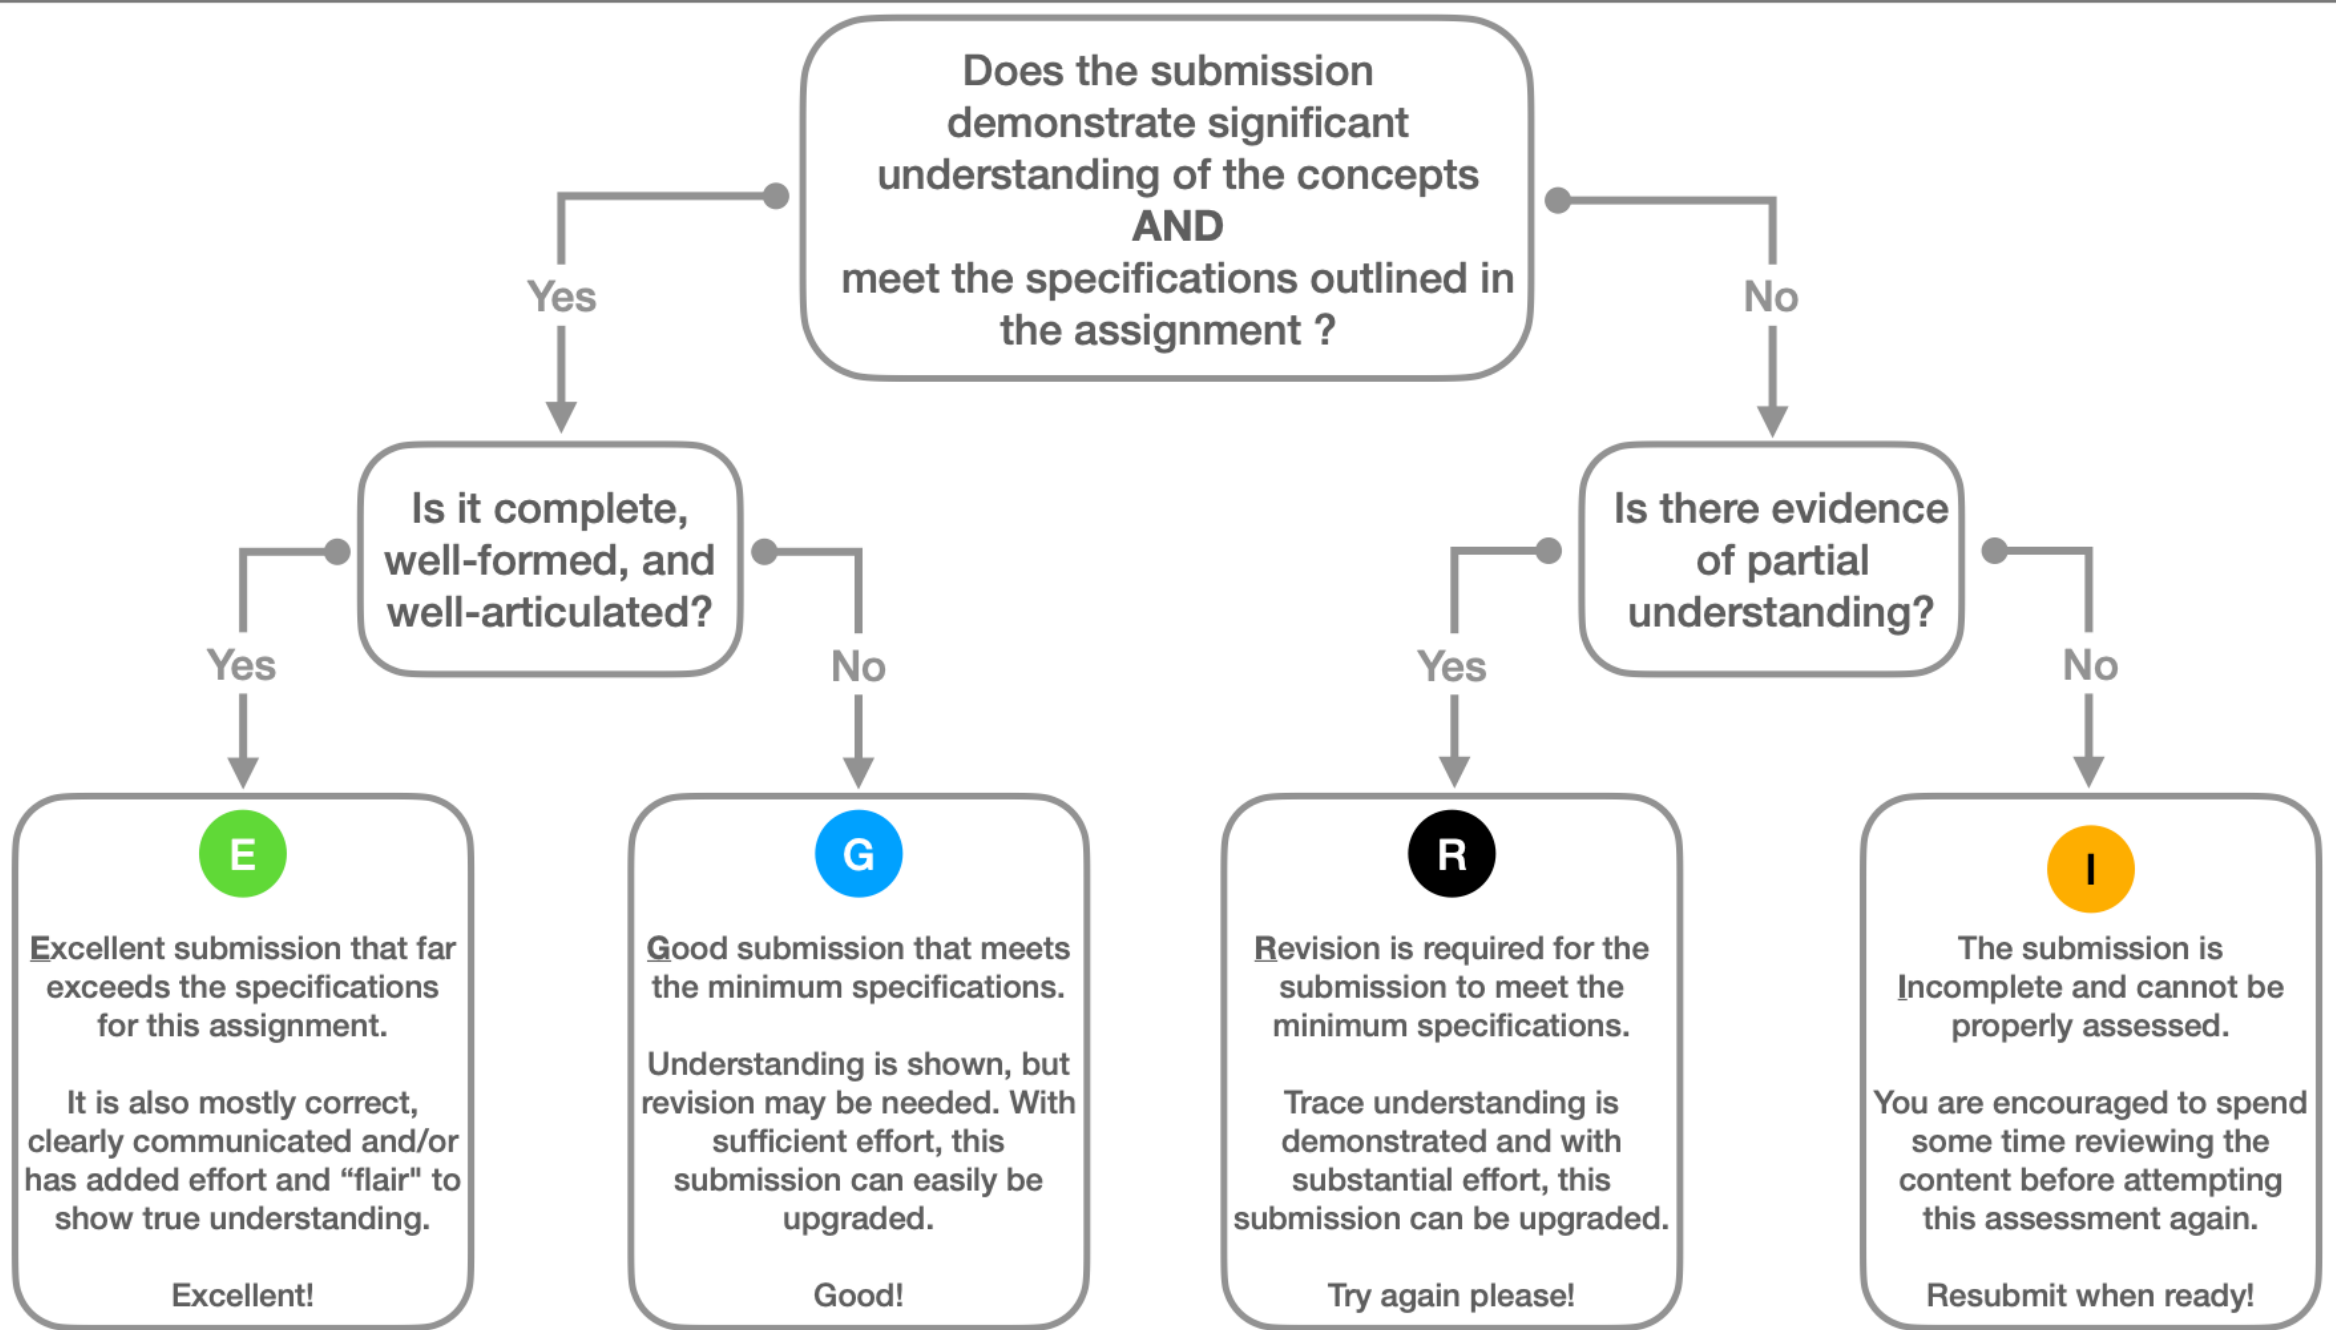 Does the submission
demonstrate significant
understanding of the concepts
AND
meet the specifications outlined in
the assignment ?
Yes
No
Is it complete,
well-formed, and
well-articulated?
Is there evidence
of partial
understanding?
Yes
No
Yes
No
E
Excellent submission that far
exceeds the specifications
for this assignment.
It is also mostly correct,
clearly communicated and/or
has added effort and “flair" to
show true understanding.
Excellent!
G
Good submission that meets
the minimum specifications.
Understanding is shown, but
revision may be needed. With
sufficient effort, this
submission can easily be
upgraded.
Good!
R
Revision is required for the
submission to meet the
minimum specifications.
Trace understanding is
demonstrated and with
substantial effort, this
submission can be upgraded.
Try again please!
I
The submission is
Incomplete and cannot be
properly assessed.
You are encouraged to spend
some time reviewing the
content before attempting
this assessment again.
Resubmit when ready!